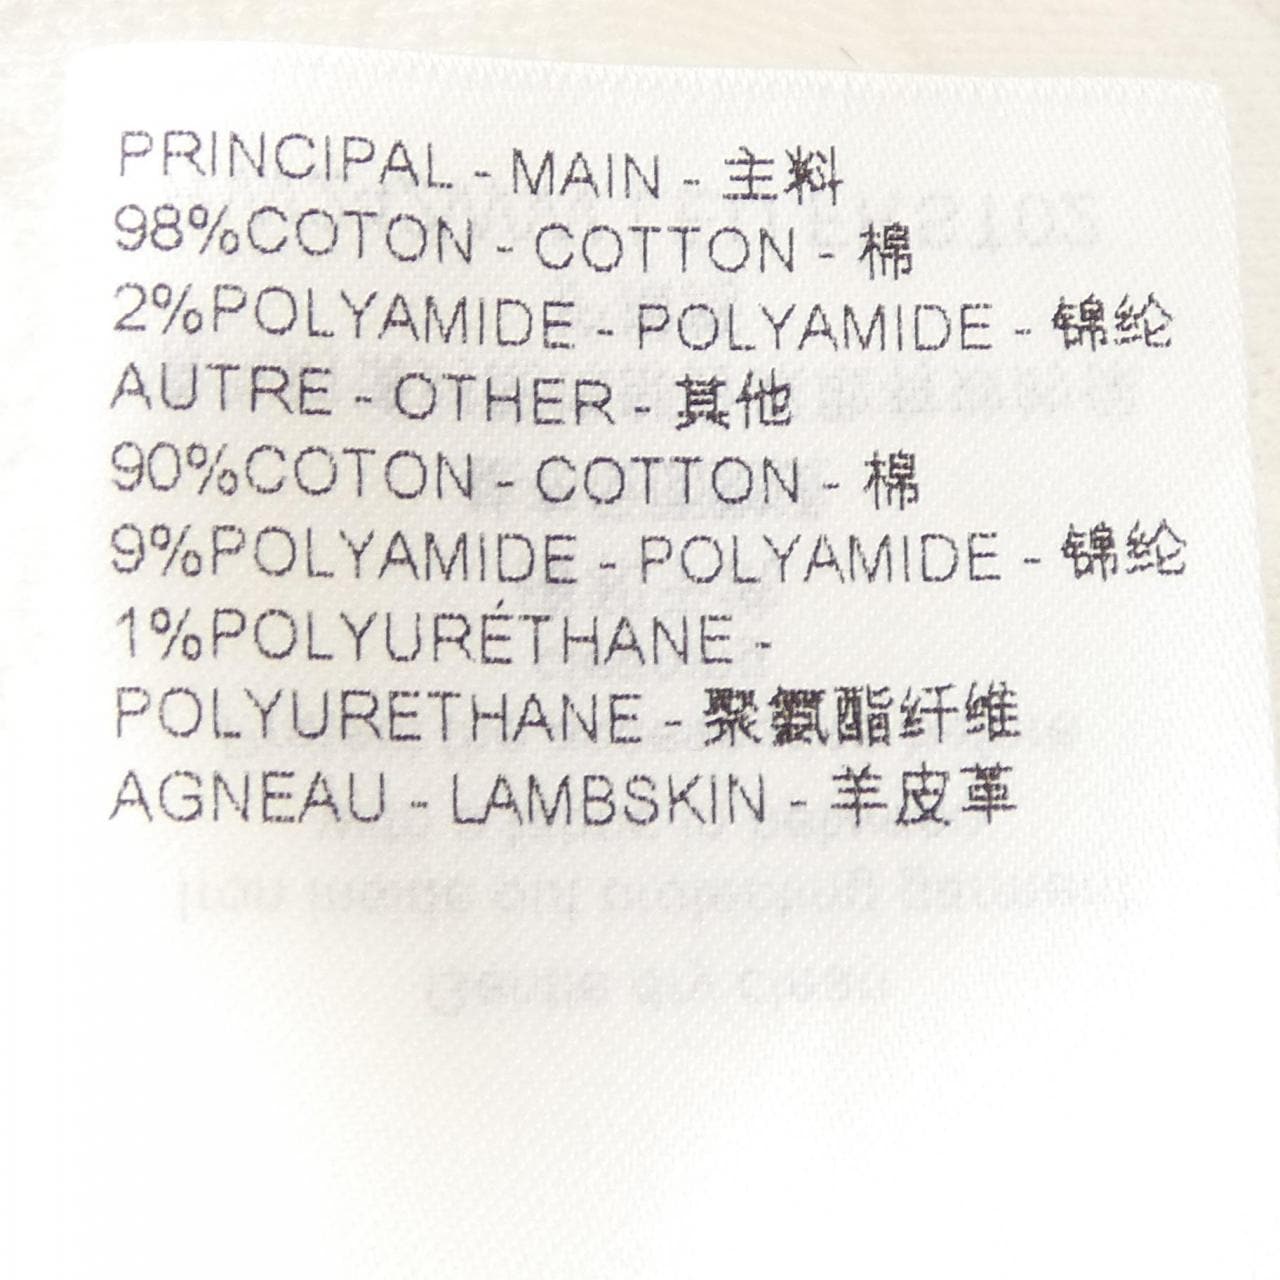 PRINCIPAL - MAIN - 主料
98%COTON - COTTON - 棉
2%POLYAMIDE - POLYAMIDE - 锦纶
AUTRE - OTHER - 其他
90%COTON - COTTON - 棉
9%POLYAMIDE - POLYAMIDE - 锦纶
1%POLYURÉTHANE -
POLYURETHANE - 聚氨酯纤维
AGNEAU - LAMBSKIN - 羊皮革